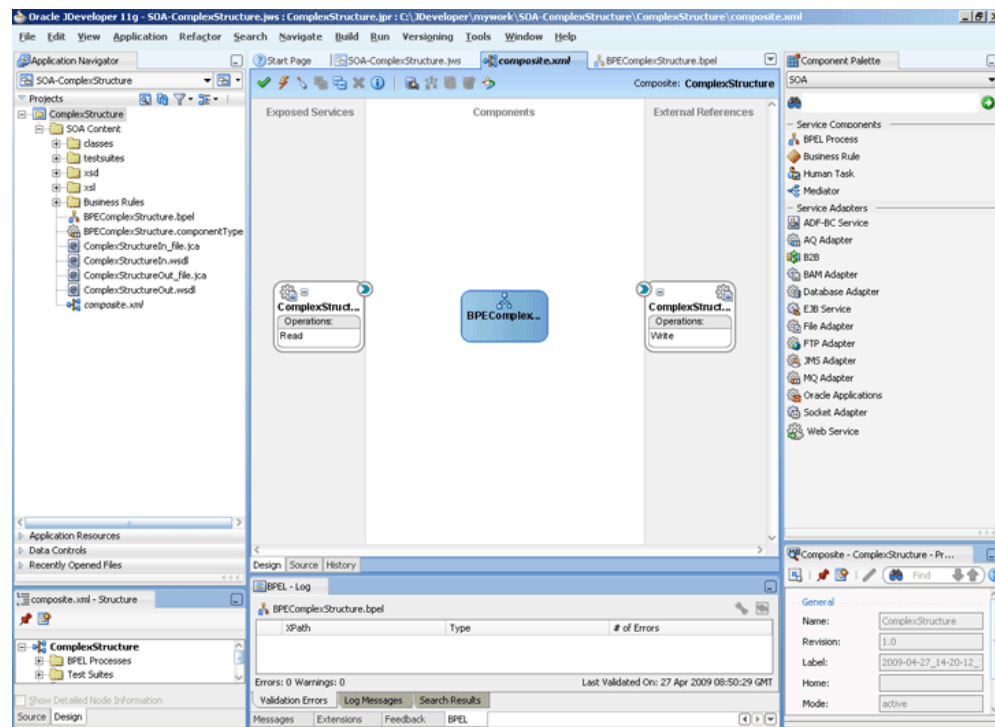 Oracle JDeveloper 11g - SOA-ComplexStructure.jws : ComplexStructure.jpr : C:\JDeveloper\mywork\SOA-ComplexStructure\ComplexStructure\composite.xml
File Edit View Application Refactor Search Navigate Build Run Versioning Tools Window Help
Application Navigator
SOA-ComplexStructure
Projects
ComplexStructure
SOA Content
classes
testsuites
xsd
xsl
Business Rules
BPEComplexStructure.bpel
BPEComplexStructure.componentType
ComplexStructureIn_file.jca
ComplexStructureIn.wsdl
ComplexStructureOut_file.jca
ComplexStructureOut.wsdl
composite.xml
Application Resources
Data Controls
Recently Opened Files
composite.xml - Structure
ComplexStructure
BPEL Processes
Test Suites
Show Detailed Node Information
Source Design
Start Page SOA-ComplexStructure.jws composite.xml BPEComplexStructure.bpel
Composite: ComplexStructure
Exposed Services Components External References
ComplexStruct...
Operations:
Read
BPEComplex...
ComplexStruct...
Operations:
Write
Design Source History
BPEL - Log
BPEComplexStructure.bpel
XPath Type # of Errors
Errors: 0 Warnings: 0 Last Validated On: 27 Apr 2009 08:50:29 GMT
Validation Errors Log Messages Search Results
Messages Extensions Feedback BPEL
Component Palette
SOA
Service Components
BPEL Process
Business Rule
Human Task
Mediator
Service Adapters
ADF-BC Service
AQ Adapter
B2B
BAM Adapter
Database Adapter
EJB Service
File Adapter
FTP Adapter
JMS Adapter
MQ Adapter
Oracle Applications
Socket Adapter
Web Service
Composite - ComplexStructure - Pr...
Find
General
Name: ComplexStructure
Revision: 1.0
Label: 2009-04-27_14-20-12_
Home:
Mode: active